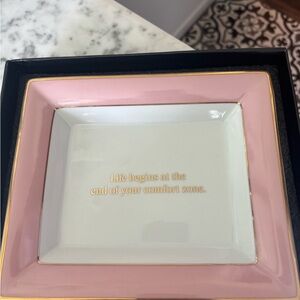 Life begins at the
end of your comfort zone.